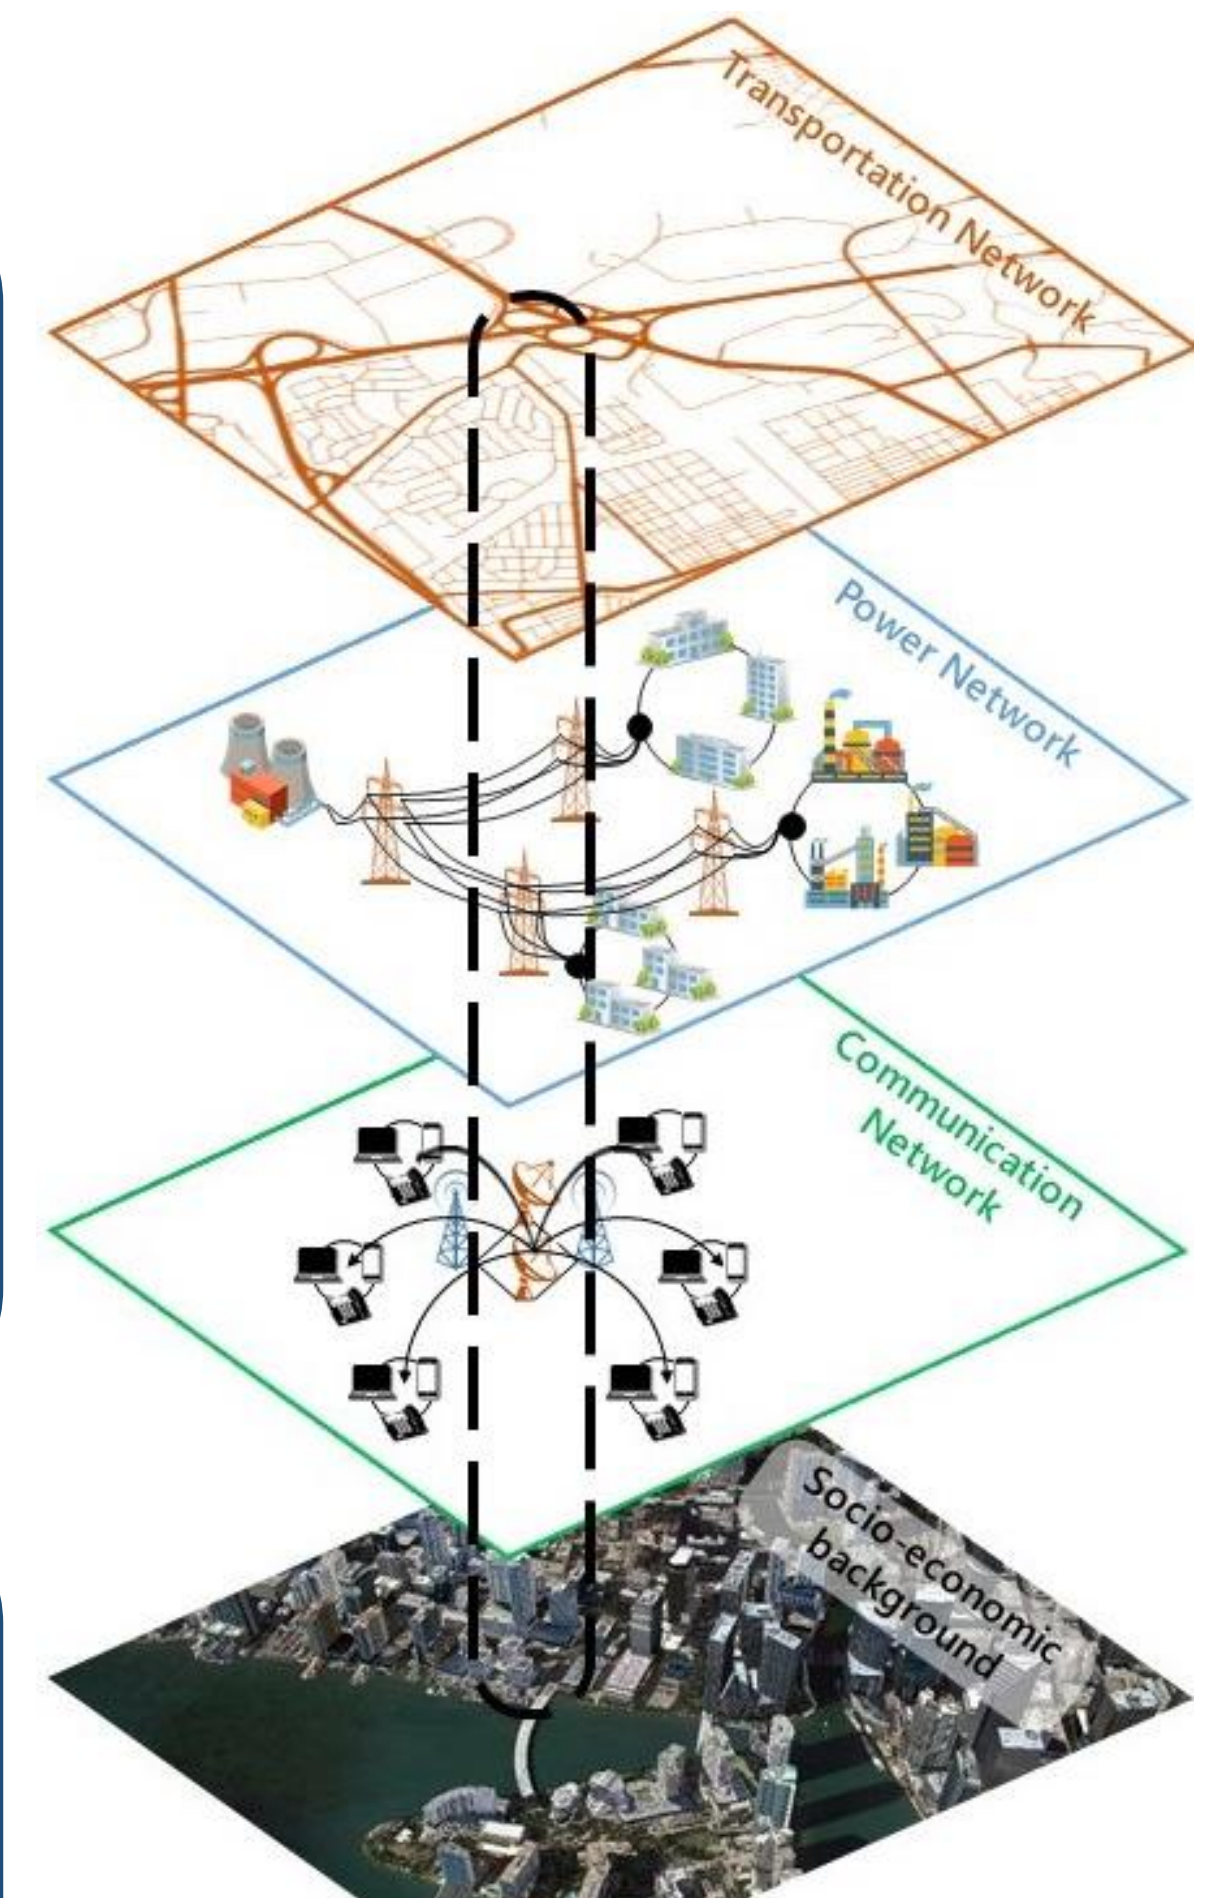 Transportation Network
Power Network
Communication
Network
Socio-economic
background